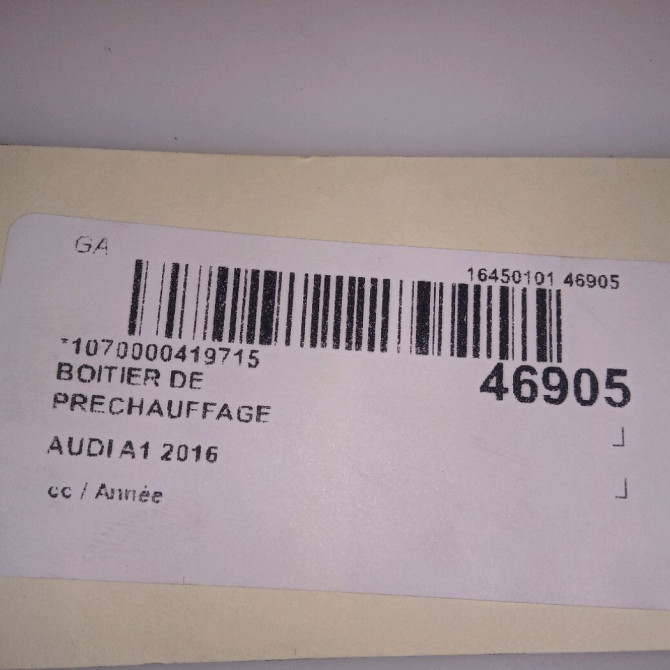 GA
16450101 46905
*1070000419715
BOITIER DE
PRECHAUFFAGE
46905
AUDI A1 2016
cc / Année